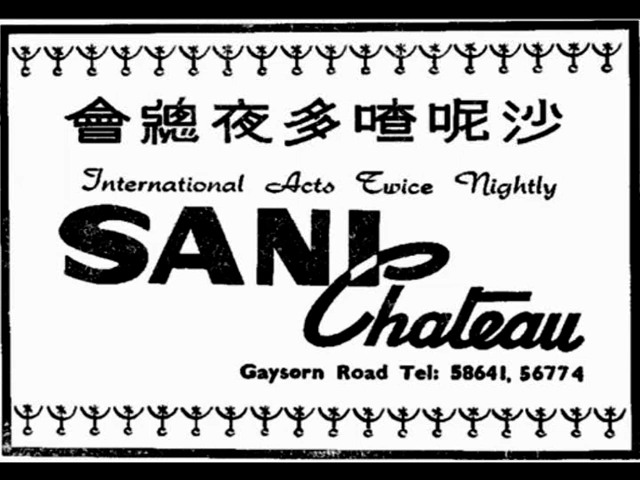 沙呢喳多夜總會
International Acts Twice Nightly
SANI
Chateau
Gaysorn Road Tel: 58641, 56774